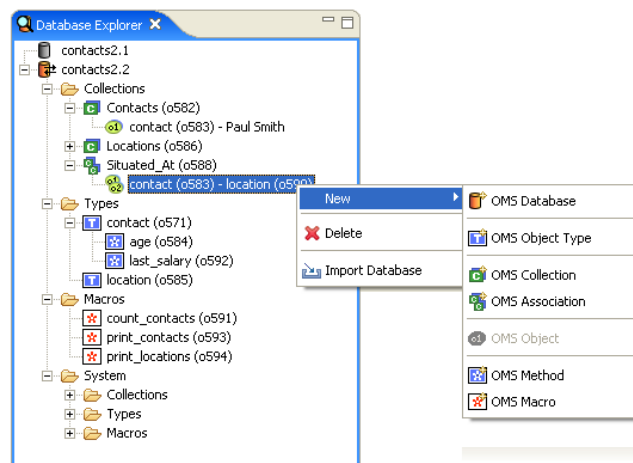 Database Explorer
contacts2.1
contacts2.2
Collections
Contacts (o582)
contact (o583) - Paul Smith
Locations (o586)
Situated_At (o588)
contact (o583) - location (o590)
Types
contact (o571)
age (o584)
last_salary (o592)
location (o585)
Macros
count_contacts (o591)
print_contacts (o593)
print_locations (o594)
System
Collections
Types
Macros
New
Delete
Import Database
OMS Database
OMS Object Type
OMS Collection
OMS Association
OMS Object
OMS Method
OMS Macro